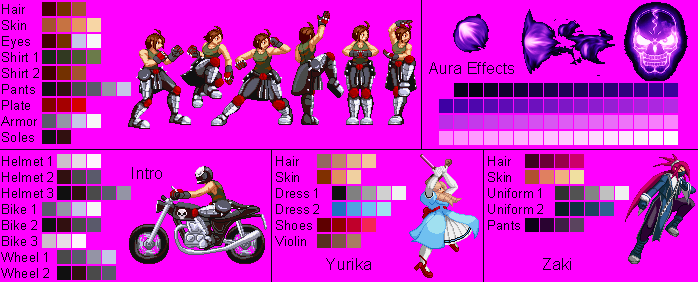 Hair
Skin
Eyes
Shirt 1
Shirt 2
Pants
Plate
Armor
Soles
Aura Effects
Helmet 1
Helmet 2
Helmet 3
Bike 1
Bike 2
Bike 3
Wheel 1
Wheel 2
Intro
Hair
Skin
Dress 1
Dress 2
Shoes
Violin
Yurika
Hair
Skin
Uniform 1
Uniform 2
Pants
Zaki